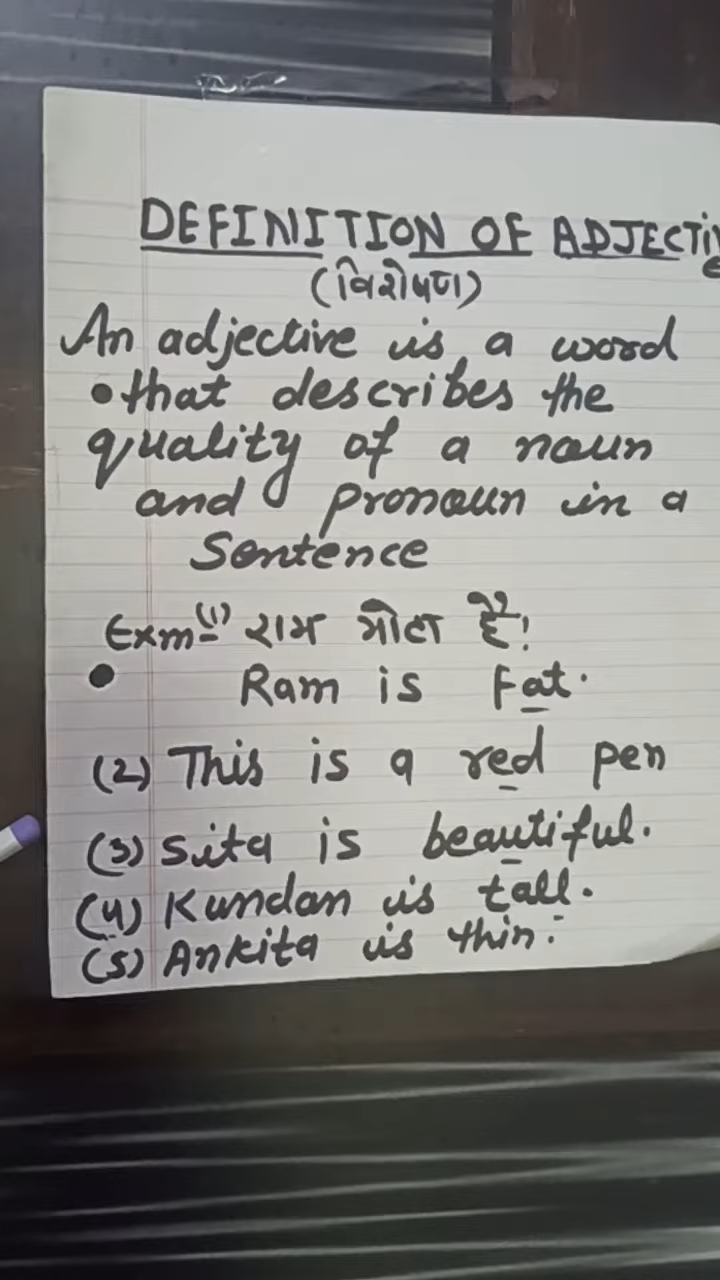 DEFINITION OF ADJECTIVE
(विशेषण)
An adjective is a word
•that describes the
quality of a noun
and pronoun in a
Sentence
Exm (1) राम मोटा है!
• Ram is Fat.
(2) This is a red pen
(3) Sita is beautiful.
(4) Kundan is tall.
(5) Ankita is thin.